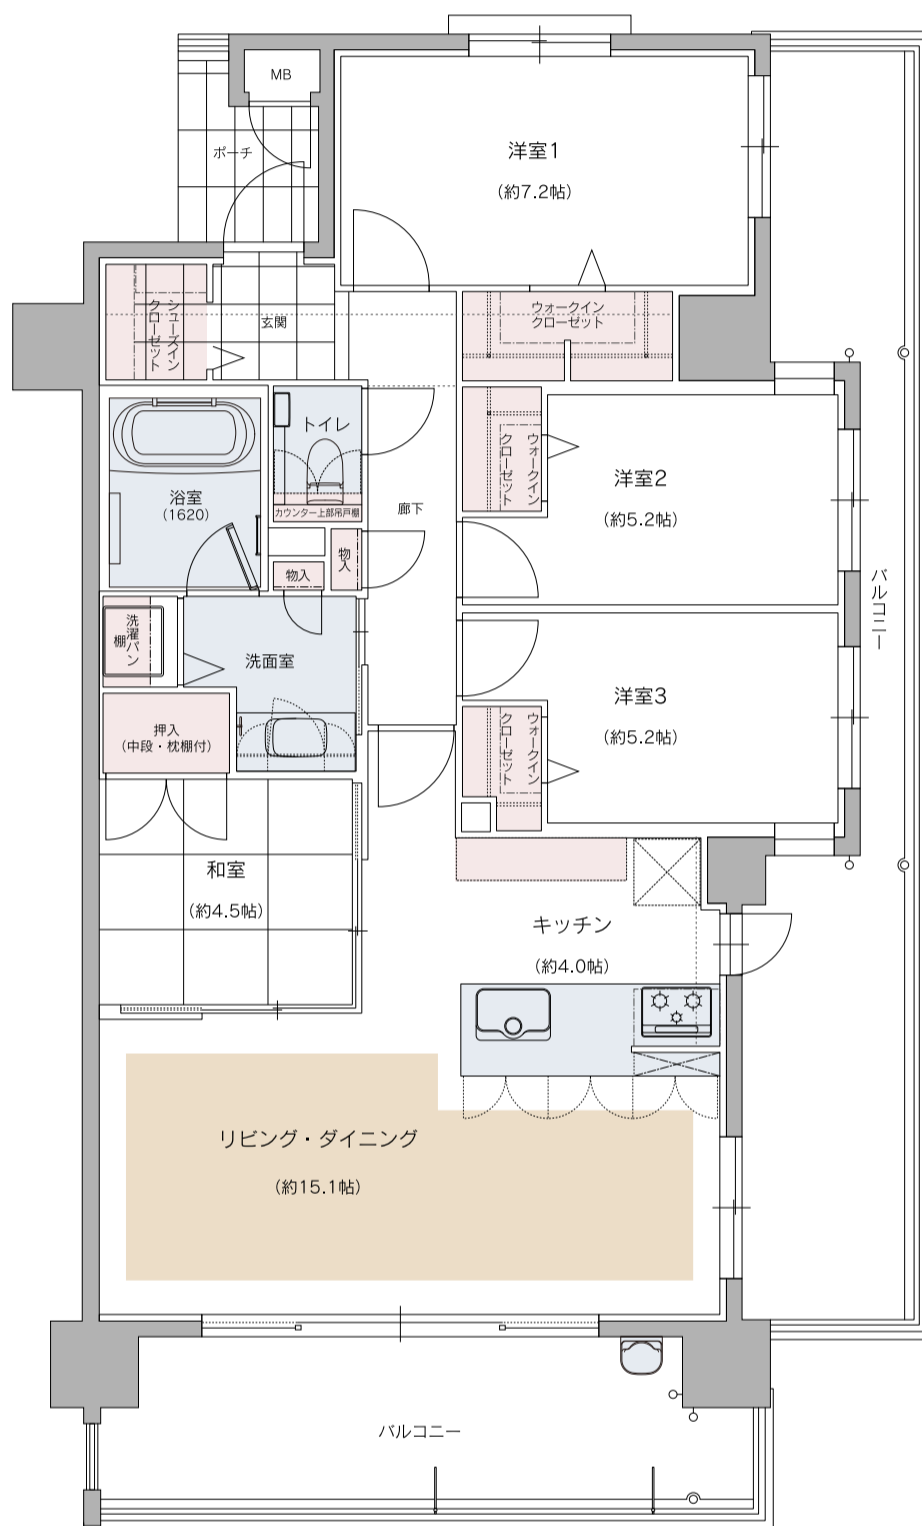 MB
ポーチ
洋室1
（約7.2帖）
シューズイン
クローゼット
玄関
ウォークイン
クローゼット
トイレ
カウンター上部吊戸棚
浴室
（1620）
廊下
ウォークイン
クローゼット
洋室2
（約5.2帖）
物入
物入
バルコニー
洗濯パン
棚
洗面室
洋室3
（約5.2帖）
ウォークイン
クローゼット
押入
（中段・枕棚付）
和室
（約4.5帖）
キッチン
（約4.0帖）
リビング・ダイニング
（約15.1帖）
バルコニー